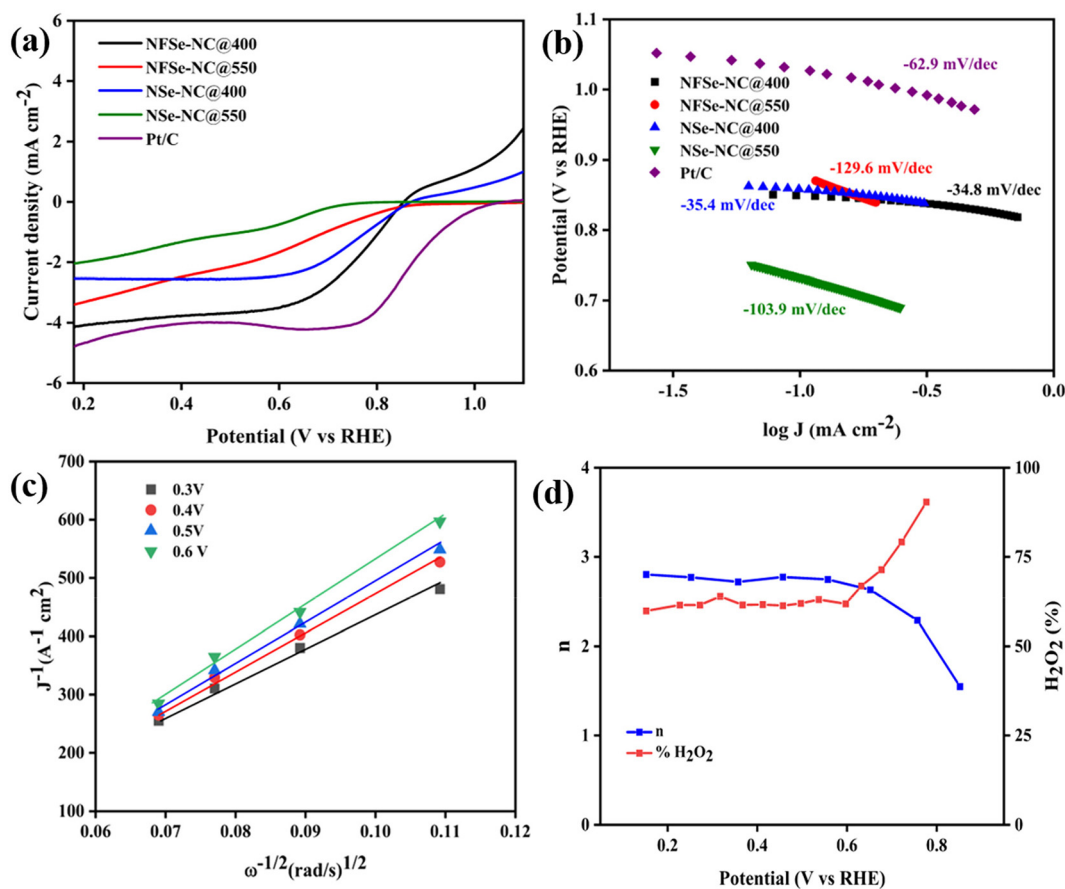 (a)
NFSe-NC@400
NFSe-NC@550
NSe-NC@400
NSe-NC@550
Pt/C
6
4
2
0
-2
-4
-6
Current density (mA cm⁻²)
0.2 0.4 0.6 0.8 1.0
Potential (V vs RHE)
(b)
-62.9 mV/dec
NFSe-NC@400
NFSe-NC@550
NSe-NC@400
NSe-NC@550
Pt/C
-129.6 mV/dec
-34.8 mV/dec
-35.4 mV/dec
-103.9 mV/dec
1.1
1.0
0.9
0.8
0.7
0.6
Potential (V vs RHE)
-1.5 -1.0 -0.5 0.0
log J (mA cm⁻²)
(c)
0.3V
0.4V
0.5V
0.6 V
700
600
500
400
300
200
100
J⁻¹(A⁻¹ cm²)
0.06 0.07 0.08 0.09 0.10 0.11 0.12
ω⁻¹/²(rad/s)¹/²
(d)
n
% H₂O₂
4
3
2
1
0
n
100
75
50
25
0
H₂O₂ (%)
0.0 0.2 0.4 0.6 0.8
Potential (V vs RHE)